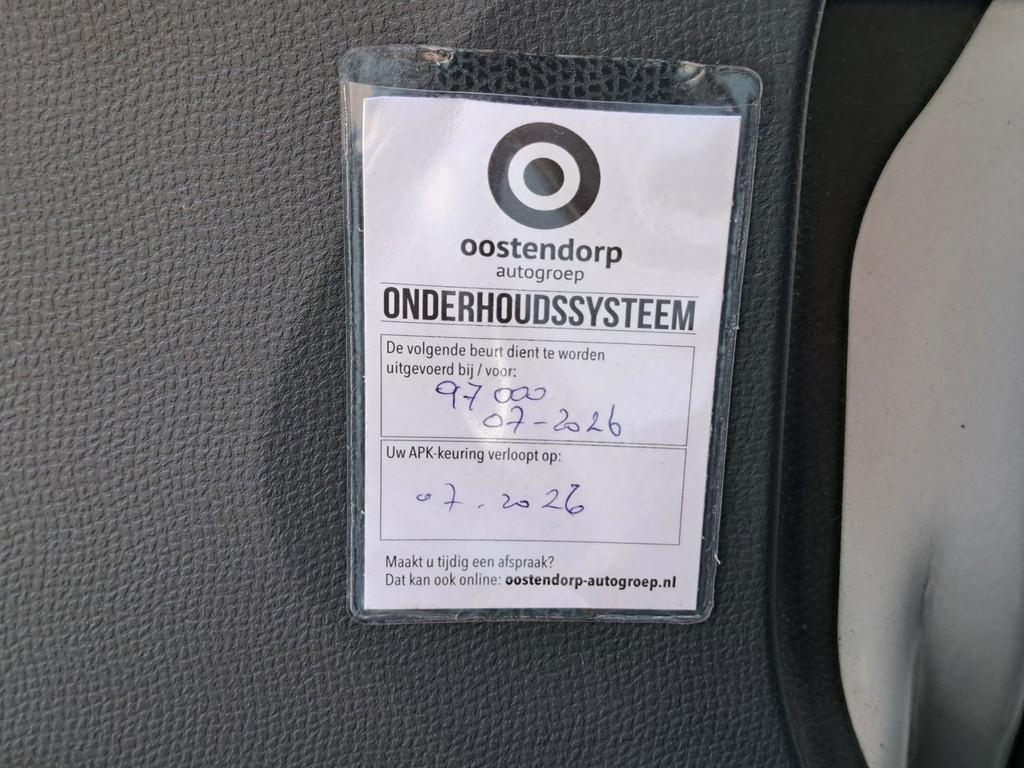 oostendorp
autogroep
ONDERHOUDSSYSTEEM
De volgende beurt dient te worden
uitgevoerd bij / voor:
97 000
07-2026
Uw APK-keuring verloopt op:
07. 2026
Maakt u tijdig een afspraak?
Dat kan ook online: oostendorp-autogroep.nl